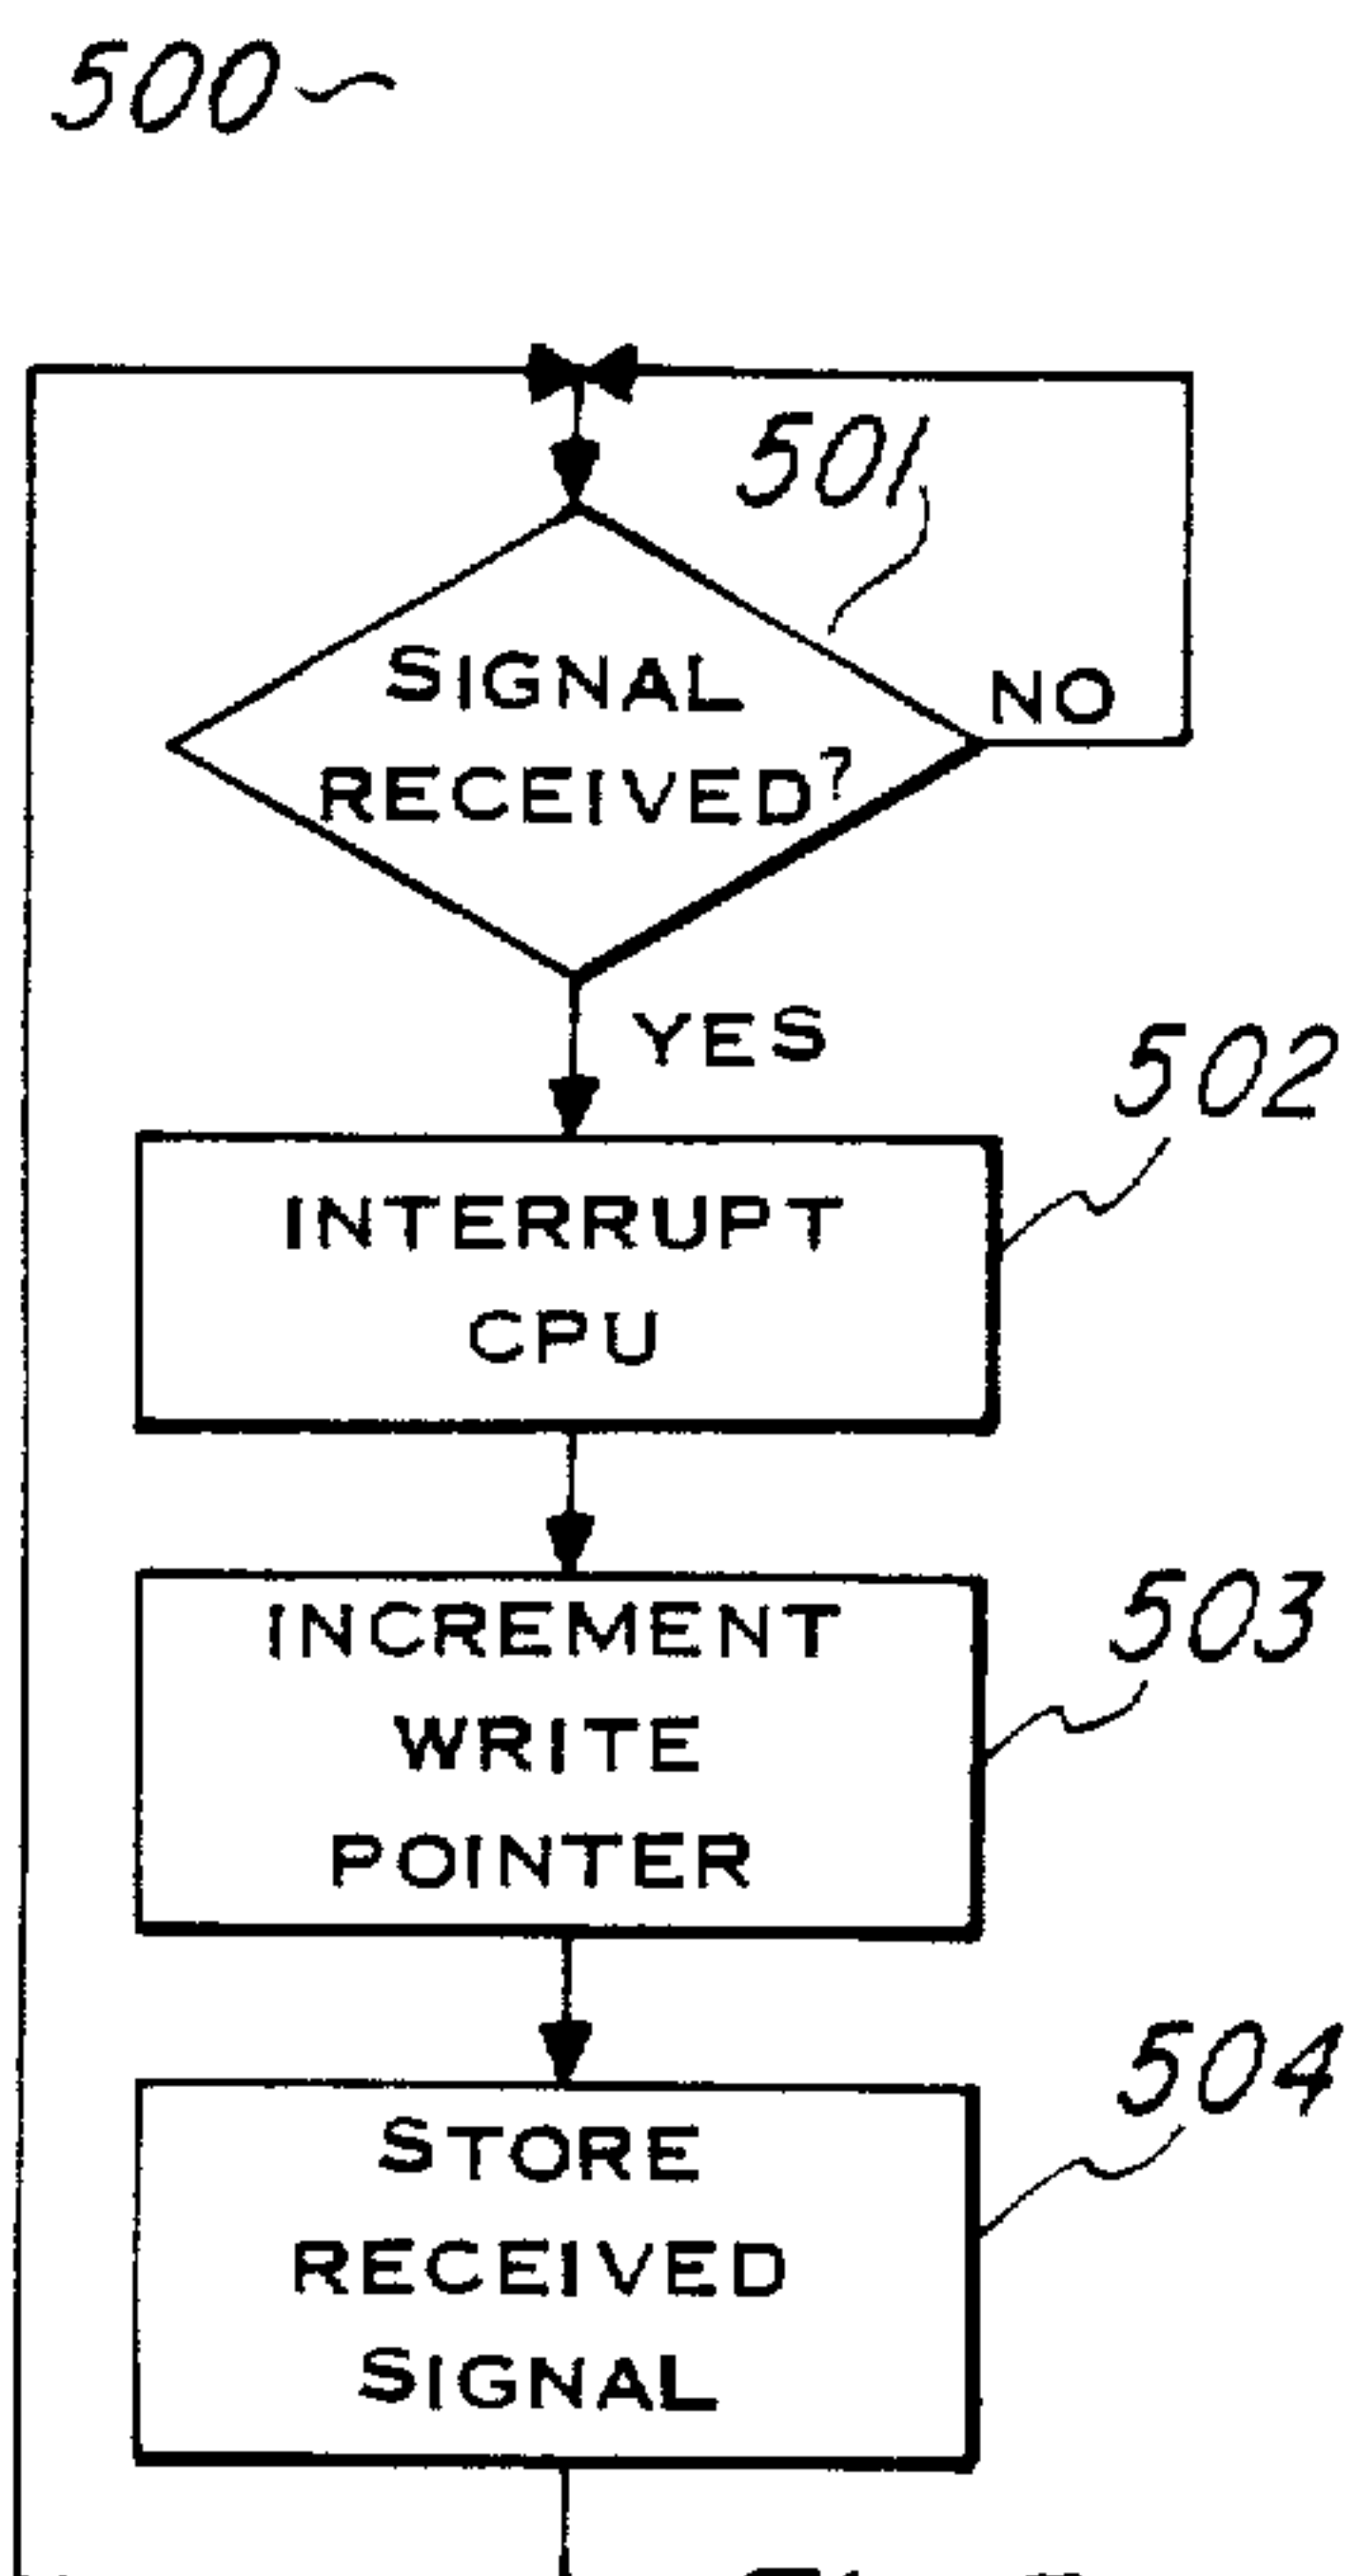 500
501
SIGNAL
RECEIVED?
NO
YES
502
INTERRUPT
CPU
503
INCREMENT
WRITE
POINTER
504
STORE
RECEIVED
SIGNAL